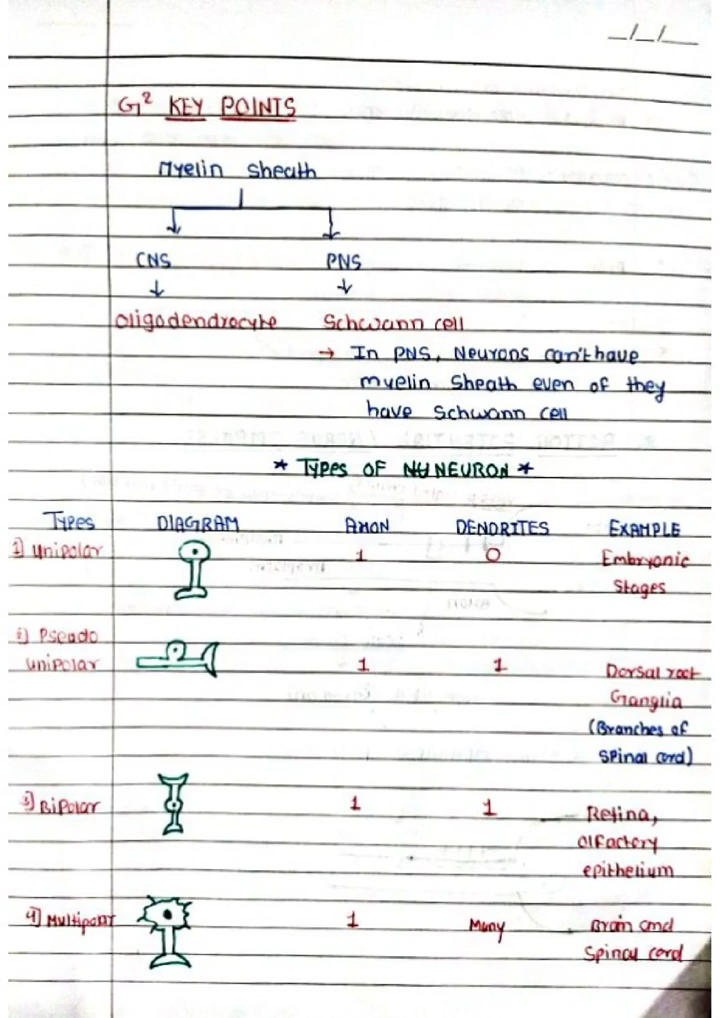 _/_/__
G² KEY POINTS
Myelin sheath
CNS PNS
Oligodendrocyte Schwann cell
→ In PNS, Neurons can't have
myelin sheath even of they
have Schwann cell
* Types OF NEURON *
Types DIAGRAM AXON DENDRITES EXAMPLE
1) Unipolar 1 0 Embryonic
Stages
2) Pseado
unipolar 1 1 Dorsal root
Ganglia
(Branches of
Spinal cord)
3) Bipolar 1 1 Retina,
olfactory
epithelium
4) Multipolar 1 Many Brain and
Spinal cord